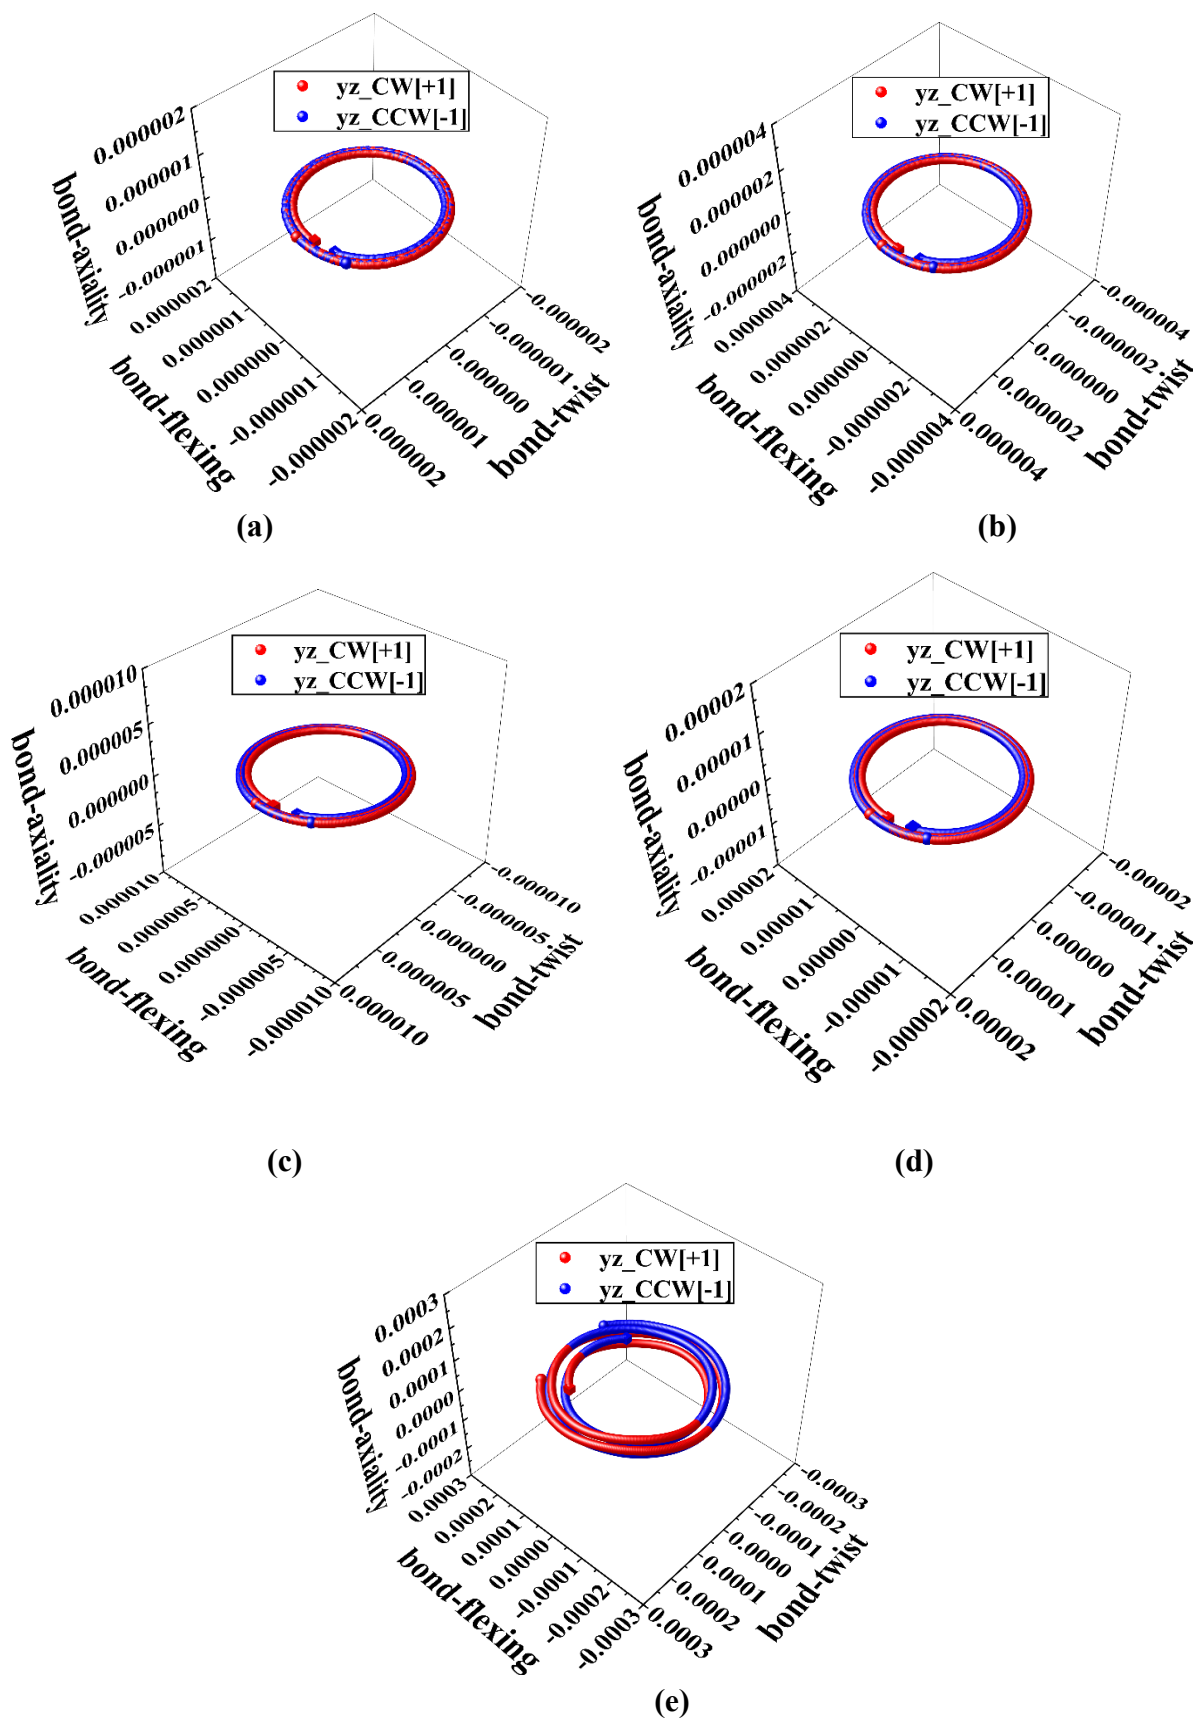 yz_CW[+1]
yz_CCW[-1]
bond-axiality
0.000002
0.000001
0.000000
-0.000001
bond-flexing
0.000002
0.000001
0.000000
-0.000001
-0.000002
bond-twist
-0.000002
-0.000001
0.000000
0.000001
0.000002
(a)
yz_CW[+1]
yz_CCW[-1]
bond-axiality
0.000004
0.000002
0.000000
-0.000002
bond-flexing
0.000004
0.000002
0.000000
-0.000002
-0.000004
bond-twist
-0.000004
-0.000002
0.000000
0.000002
0.000004
(b)
yz_CW[+1]
yz_CCW[-1]
bond-axiality
0.000010
0.000005
0.000000
-0.000005
bond-flexing
0.000010
0.000005
0.000000
-0.000005
-0.000010
bond-twist
-0.000010
-0.000005
0.000000
0.000005
0.000010
(c)
yz_CW[+1]
yz_CCW[-1]
bond-axiality
0.00002
0.00001
0.00000
-0.00001
bond-flexing
0.00002
0.00001
0.00000
-0.00001
-0.00002
bond-twist
-0.00002
-0.00001
0.00000
0.00001
0.00002
(d)
yz_CW[+1]
yz_CCW[-1]
bond-axiality
0.0003
0.0002
0.0001
0.0000
-0.0001
-0.0002
bond-flexing
0.0003
0.0002
0.0001
0.0000
-0.0001
-0.0002
-0.0003
bond-twist
-0.0003
-0.0002
-0.0001
0.0000
0.0001
0.0002
0.0003
(e)